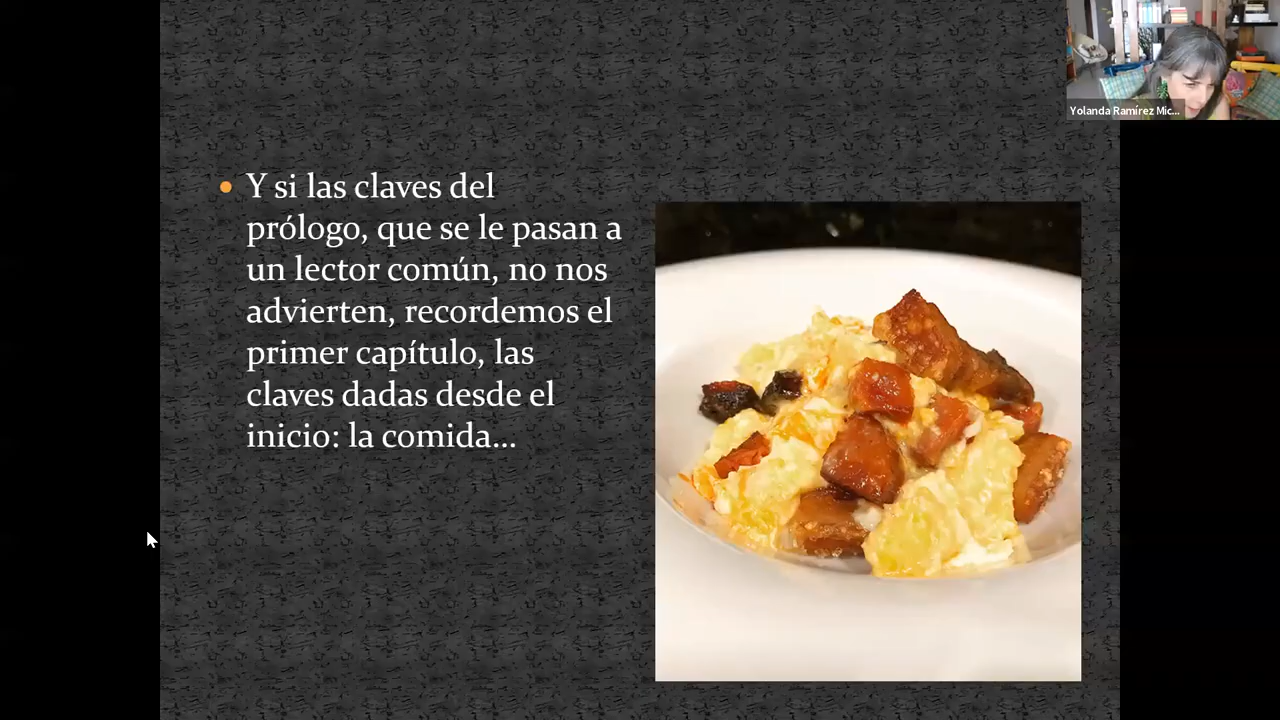 Yolanda Ramírez Mic...
Y si las claves del
prólogo, que se le pasan a
un lector común, no nos
advierten, recordemos el
primer capítulo, las
claves dadas desde el
inicio: la comida...